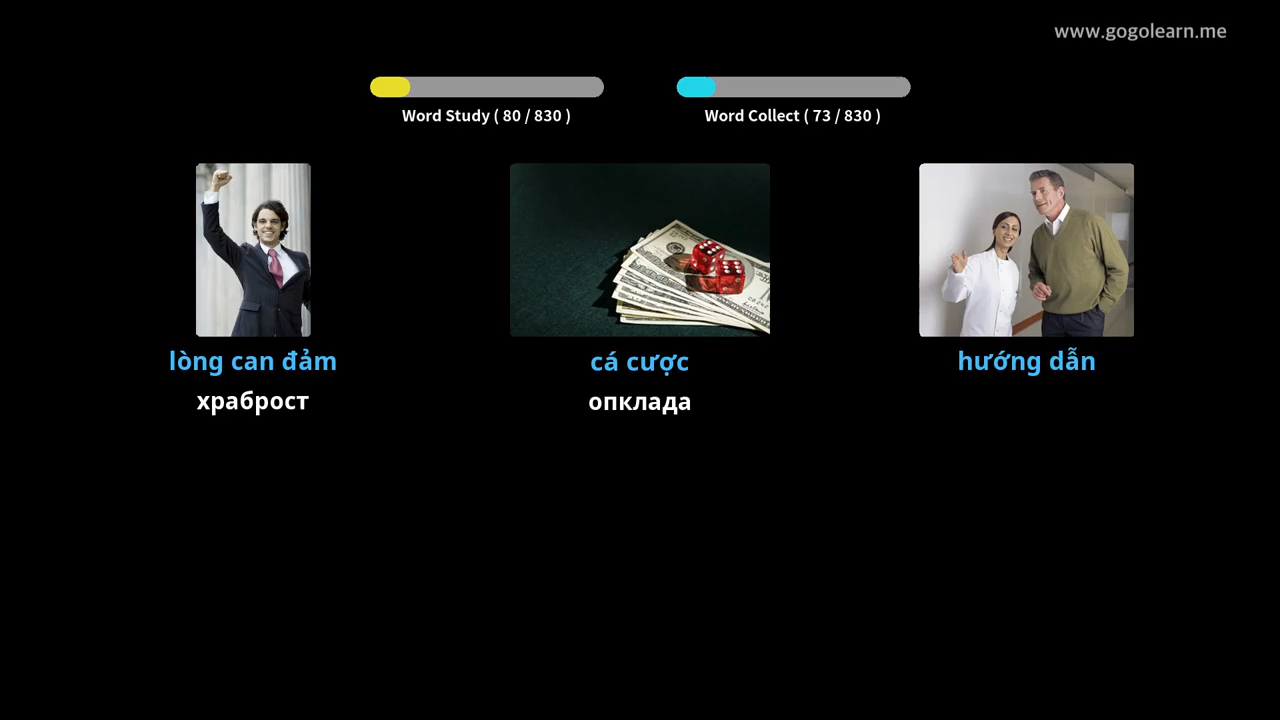 www.gogolearn.me
Word Study ( 80 / 830 )
Word Collect ( 73 / 830 )
lòng can đảm
храброст
cá cược
опклада
hướng dẫn